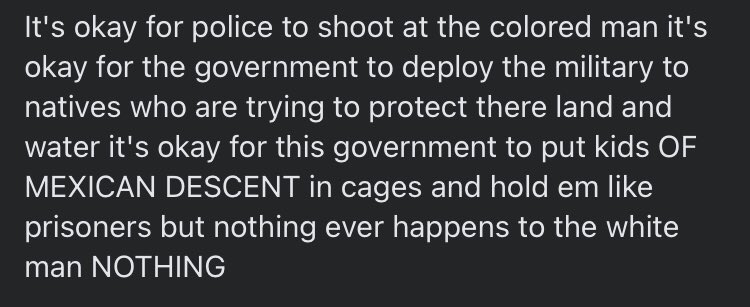 It's okay for police to shoot at the colored man it's
okay for the government to deploy the military to
natives who are trying to protect there land and
water it's okay for this government to put kids OF
MEXICAN DESCENT in cages and hold em like
prisoners but nothing ever happens to the white
man NOTHING